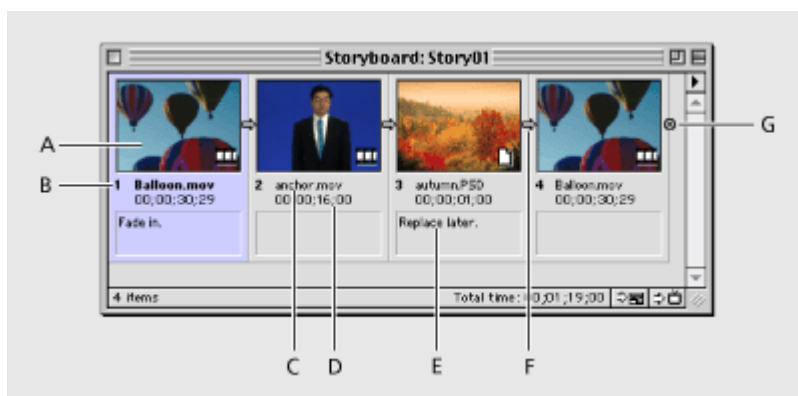 Storyboard: Story01
A
B
G
1 Balloon.mov
00;00;30;29
Fade in.
2 anchor.mov
00;00;16;00
3 autumn.PSD
00;00;01;00
Replace later.
4 Balloon.mov
00;00;30;29
4 items
Total time: 00;01;19;00
C D E F